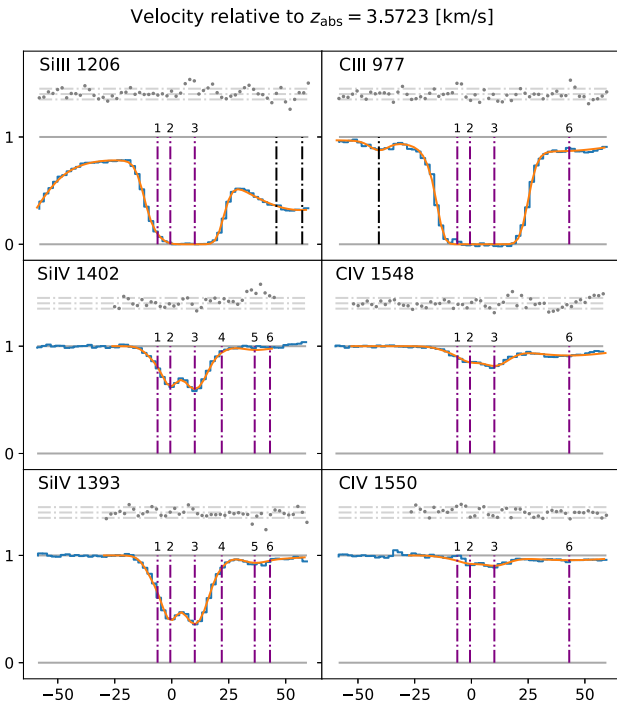 Velocity relative to z_abs = 3.5723 [km/s]
SiIII 1206
1 2 3
1
0
CIII 977
1 2 3 6
SiIV 1402
1 2 3 4 5 6
1
0
CIV 1548
1 2 3 6
SiIV 1393
1 2 3 4 5 6
1
0
CIV 1550
1 2 3 6
−50 −25 0 25 50
−50 −25 0 25 50